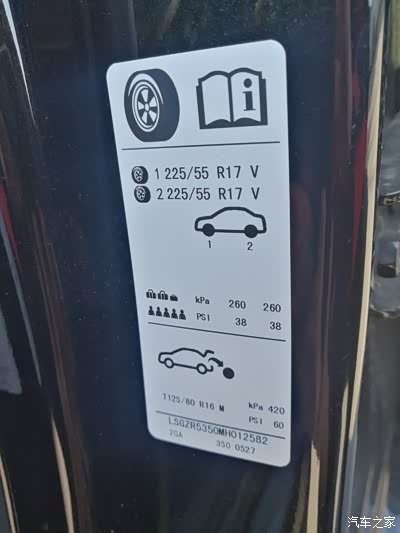 1 225/55 R17 V
2 225/55 R17 V
1 2
kPa 260 260
PSI 38 38
T125/80 R16 M kPa 420
PSI 60
LSGZR5350MH012582
2GA 350 0527
汽车之家